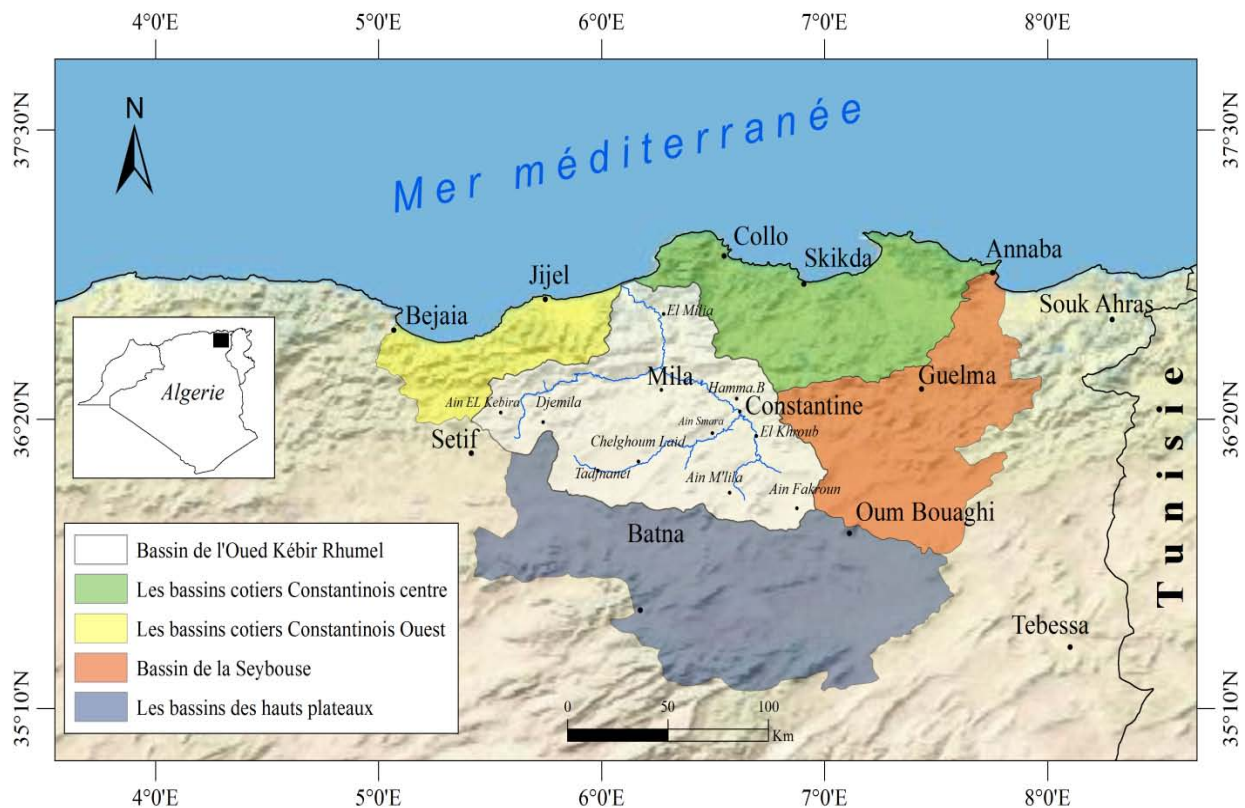 4°0'E 5°0'E 6°0'E 7°0'E 8°0'E
37°30'N
37°30'N
N
Mer méditerranée
Collo
Skikda
Annaba
Jijel
Souk Ahras
Bejaia
El Milia
Algerie
Mila
Hamma.B
Guelma
Ain EL Kebira
Djemila
Constantine
36°20'N
36°20'N
Ain Smara
El Khroub
Setif
Chelghoum Laid
Tadjnanet
Ain M'lila
Ain Fakroun
Oum Bouaghi
Batna
Tunisie
Tebessa
Bassin de l'Oued Kébir Rhumel
Les bassins cotiers Constantinois centre
Les bassins cotiers Constantinois Ouest
Bassin de la Seybouse
Les bassins des hauts plateaux
0 50 100
Km
35°10'N
35°10'N
4°0'E 5°0'E 6°0'E 7°0'E 8°0'E